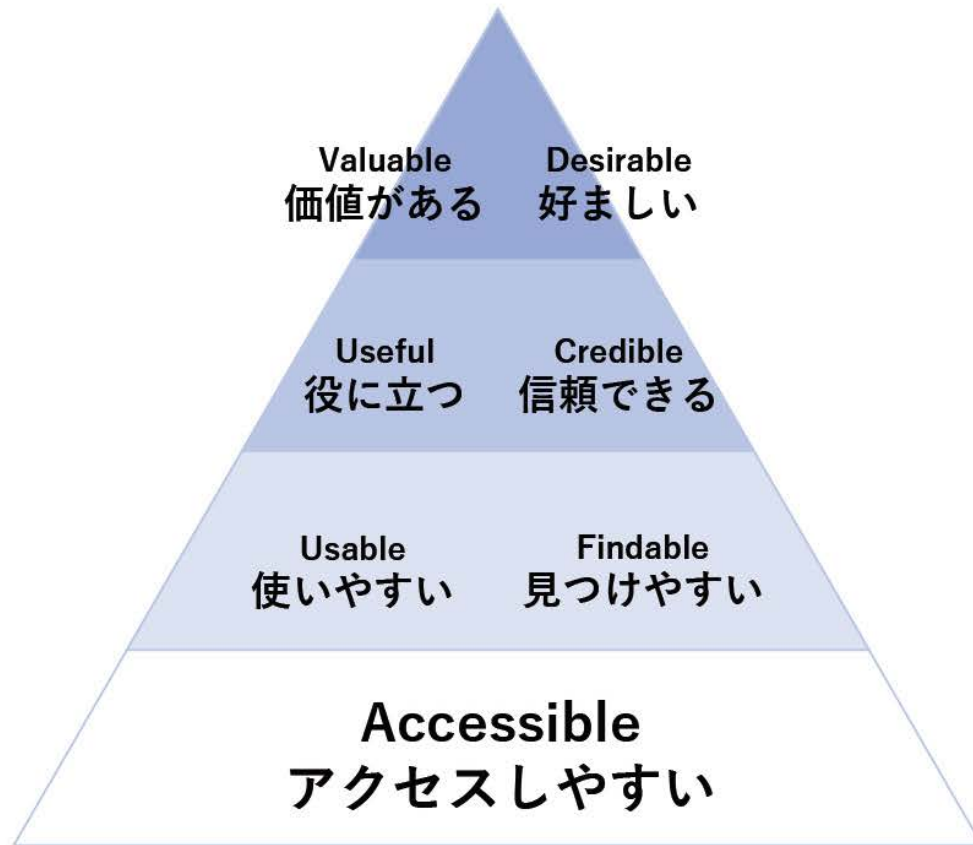 Valuable
価値がある
Desirable
好ましい
Useful
役に立つ
Credible
信頼できる
Usable
使いやすい
Findable
見つけやすい
Accessible
アクセスしやすい